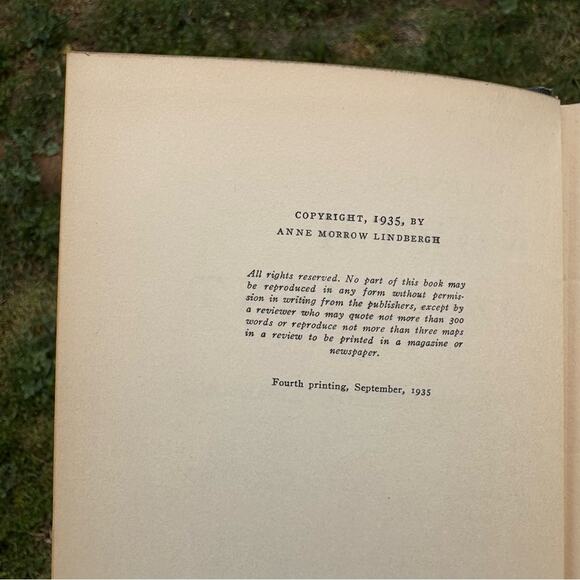 COPYRIGHT, 1935, BY
ANNE MORROW LINDBERGH
All rights reserved. No part of this book may
be reproduced in any form without permis-
sion in writing from the publishers, except by
a reviewer who may quote not more than 300
words or reproduce not more than three maps
in a review to be printed in a magazine or
newspaper.
Fourth printing, September, 1935